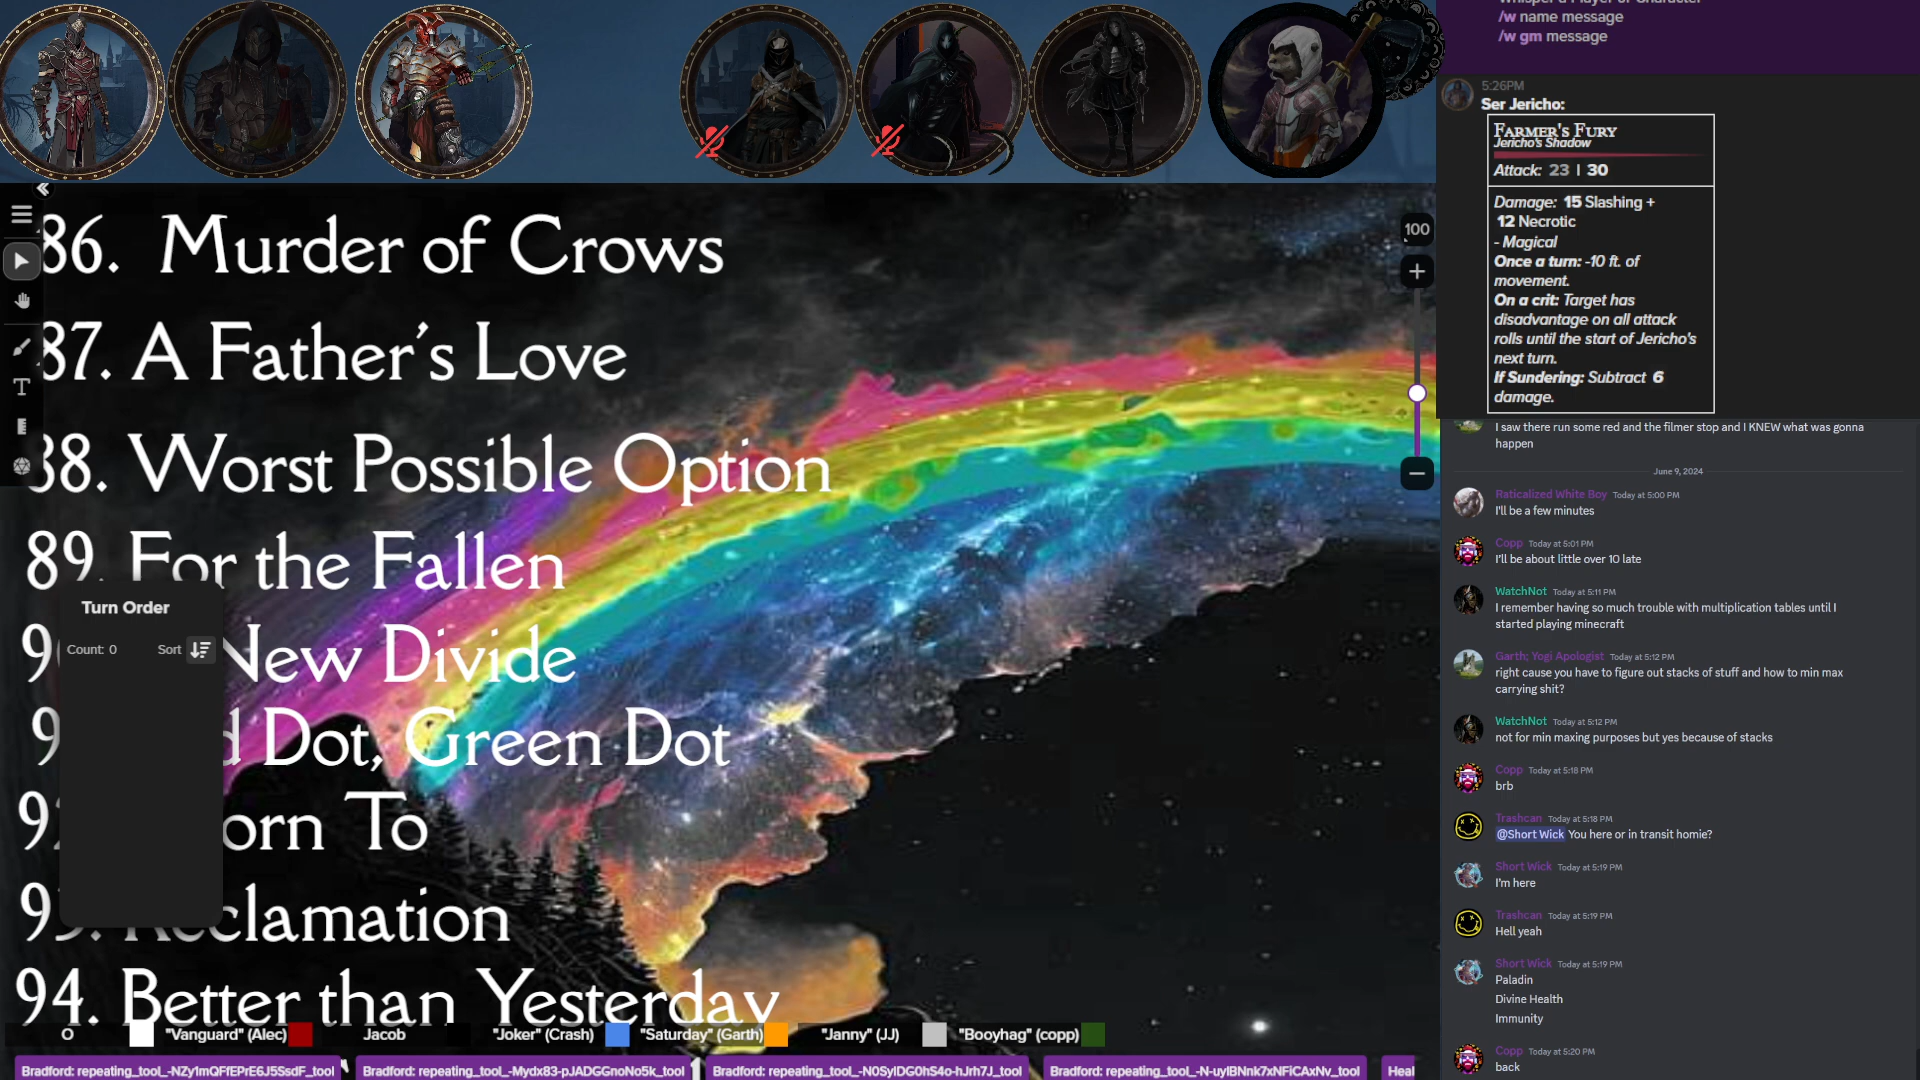 /w name message
/w gm message
5:26PM
Ser Jericho:
Farmer's Fury
Jericho's Shadow
Attack: 23 | 30
Damage: 15 Slashing +
12 Necrotic
- Magical
Once a turn: -10 ft. of
movement.
On a crit: Target has
disadvantage on all attack
rolls until the start of Jericho's
next turn.
If Sundering: Subtract 6
damage.
86. Murder of Crows
87. A Father's Love
88. Worst Possible Option
89. For the Fallen
New Divide
Dot, Green Dot
To
94. Better than Yesterday
100
Turn Order
Count: 0 Sort
O
"Vanguard" (Alec)
Jacob
"Joker" (Crash)
"Saturday" (Garth)
"Janny" (JJ)
"Booyhag" (copp)
Bradford: repeating_tool_-NZy1mQFfEPrE6J5SsdF_tool
Bradford: repeating_tool_-Mydx83-pJADGGnoNo5k_tool
Bradford: repeating_tool_-N0SyIDG0hS4o-hJrh7J_tool
Bradford: repeating_tool_-N-uyIBNnk7xNFiCAxNv_tool
Heal
I saw there run some red and the filmer stop and I KNEW what was gonna
happen
June 9, 2024
Raticalized White Boy Today at 5:00 PM
I'll be a few minutes
Copp Today at 5:01 PM
I'll be about little over 10 late
WatchNot Today at 5:11 PM
I remember having so much trouble with multiplication tables until I
started playing minecraft
Garth; Yogi Apologist Today at 5:12 PM
right cause you have to figure out stacks of stuff and how to min max
carrying shit?
WatchNot Today at 5:12 PM
not for min maxing purposes but yes because of stacks
Copp Today at 5:18 PM
brb
Trashcan Today at 5:18 PM
@Short Wick You here or in transit homie?
Short Wick Today at 5:19 PM
I'm here
Trashcan Today at 5:19 PM
Hell yeah
Short Wick Today at 5:19 PM
Paladin
Divine Health
Immunity
Copp Today at 5:20 PM
back